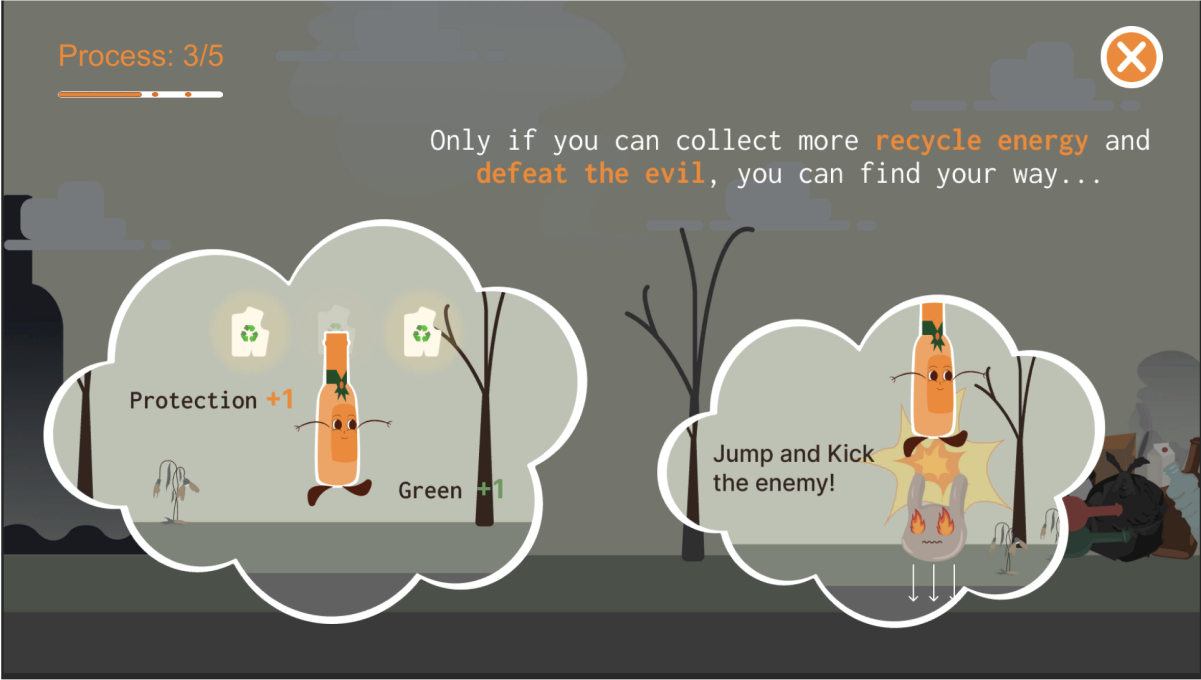 Process: 3/5
Only if you can collect more recycle energy and
defeat the evil, you can find your way...
Protection +1
Green +1
Jump and Kick
the enemy!